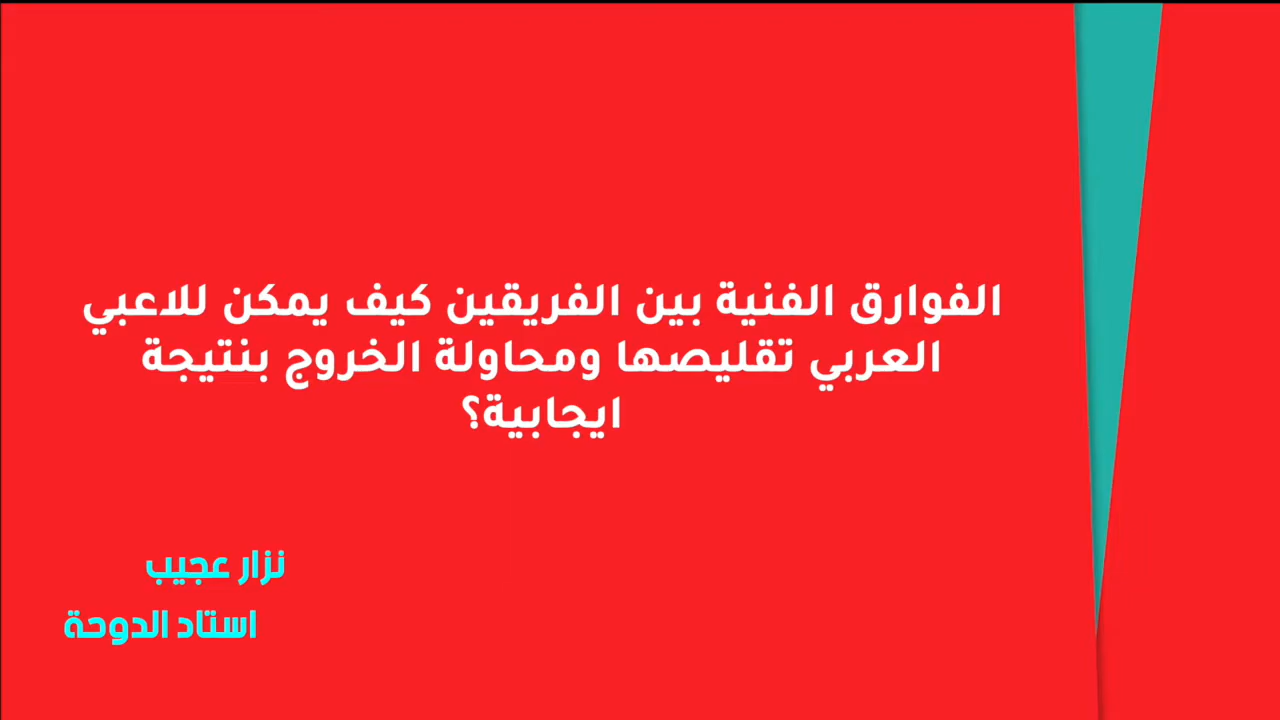 الفوارق الفنية بين الفريقين كيف يمكن للاعبي
العربي تقليصها ومحاولة الخروج بنتيجة
ايجابية؟
نزار عجيب
استاد الدوحة